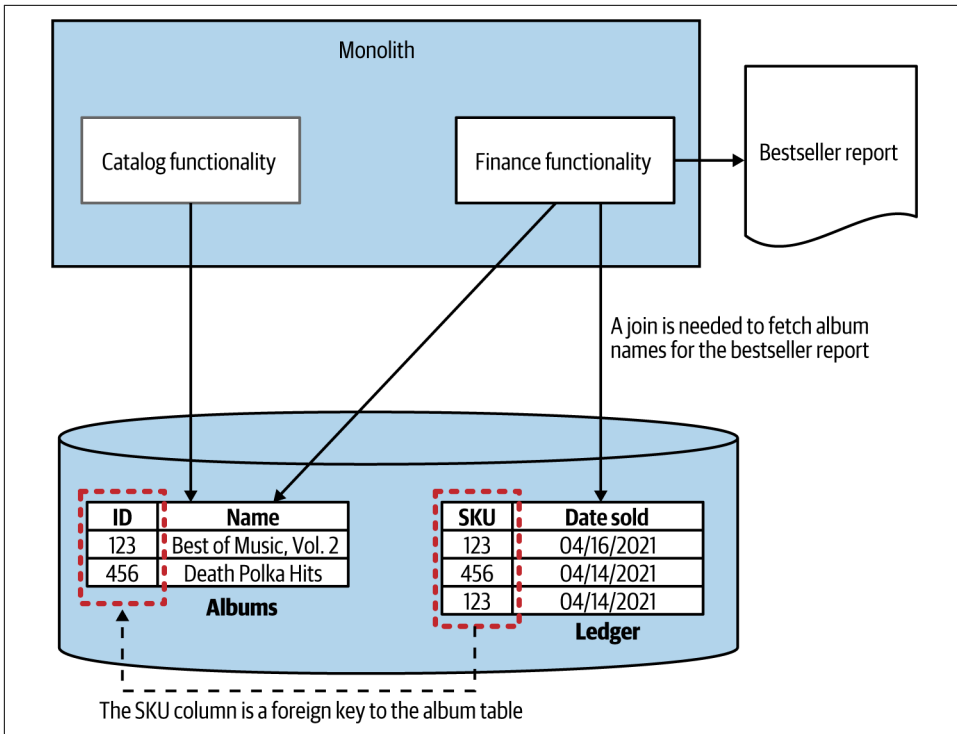 Monolith
Catalog functionality
Finance functionality
Bestseller report
A join is needed to fetch album
names for the bestseller report
ID Name
123 Best of Music, Vol. 2
456 Death Polka Hits
Albums
SKU Date sold
123 04/16/2021
456 04/14/2021
123 04/14/2021
Ledger
The SKU column is a foreign key to the album table